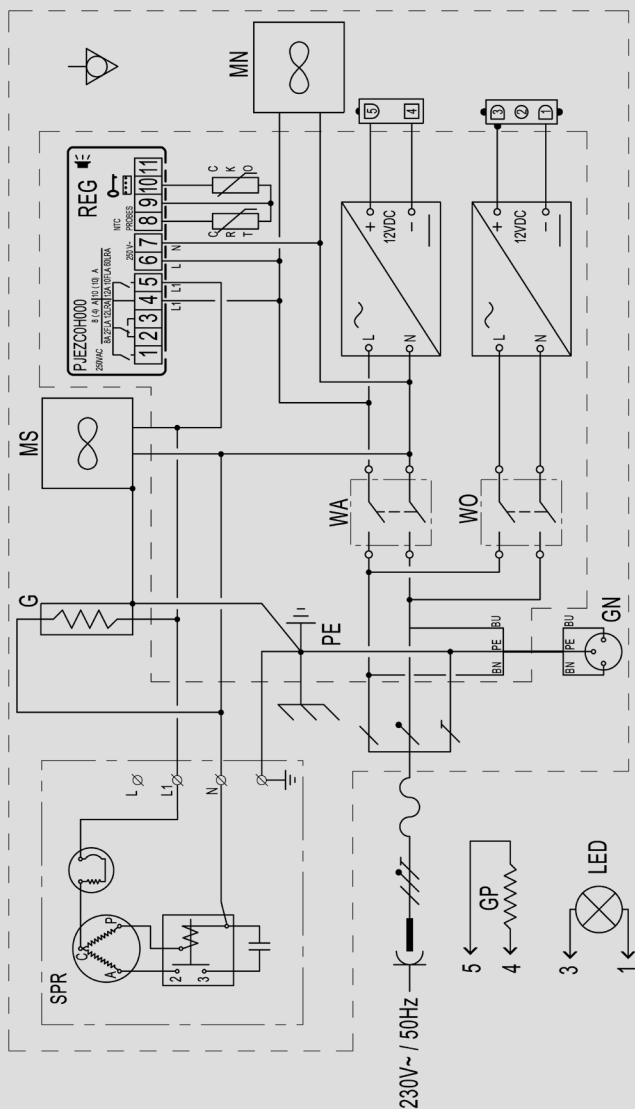 MN
5
4
3
2
1
REG
PJEZC0H000
250VAC
8 (4) A 10 (10) A
8A 2FLA 12LRA 12A 10FLA 60LRA
250 V~
NTC
PROBES
1 2 3 4 5 6 7 8 9 10 11
L1
L1
L
N
C
R
T
C
K
O
+
12VDC
−
L
N
+
12VDC
−
L
N
MS
WA
WO
G
PE
BN
PE
BU
BN
PE
BU
GN
L
L1
N
SPR
C
A
P
2
3
230V~ / 50Hz
5
4
GP
3
1
LED